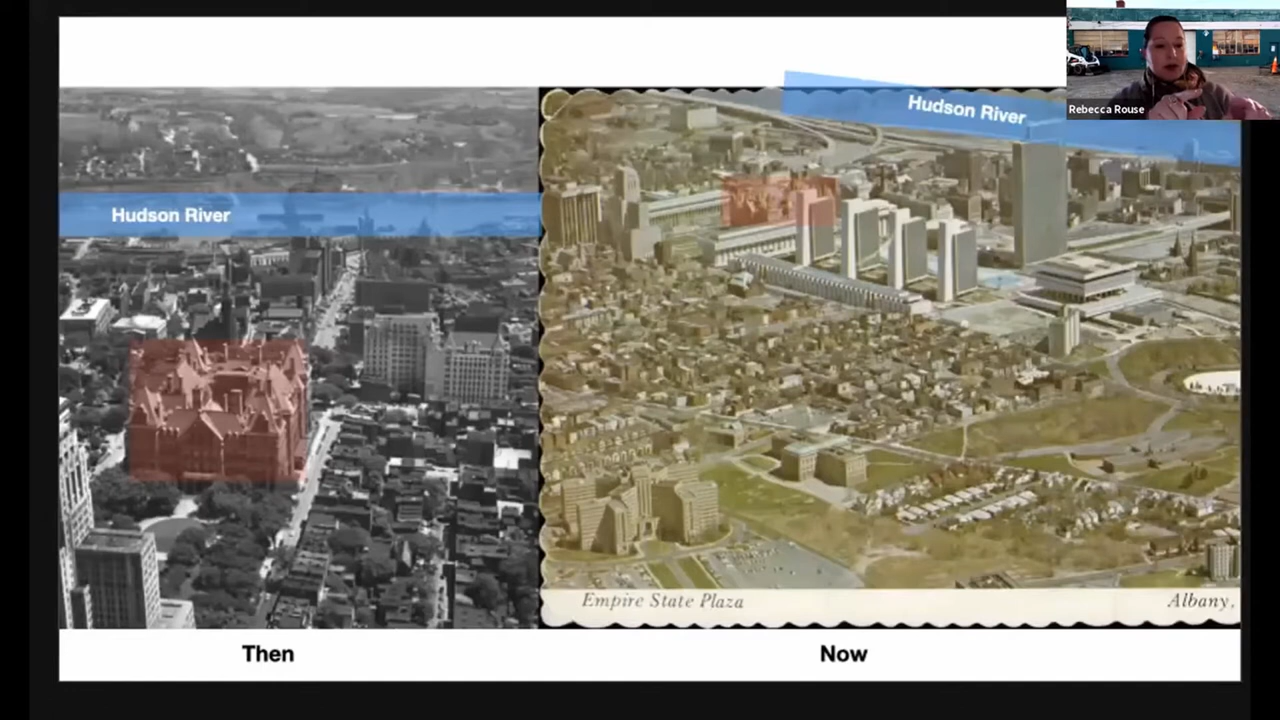 Rebecca Rouse
Hudson River
Hudson River
Empire State Plaza
Albany,
Then
Now